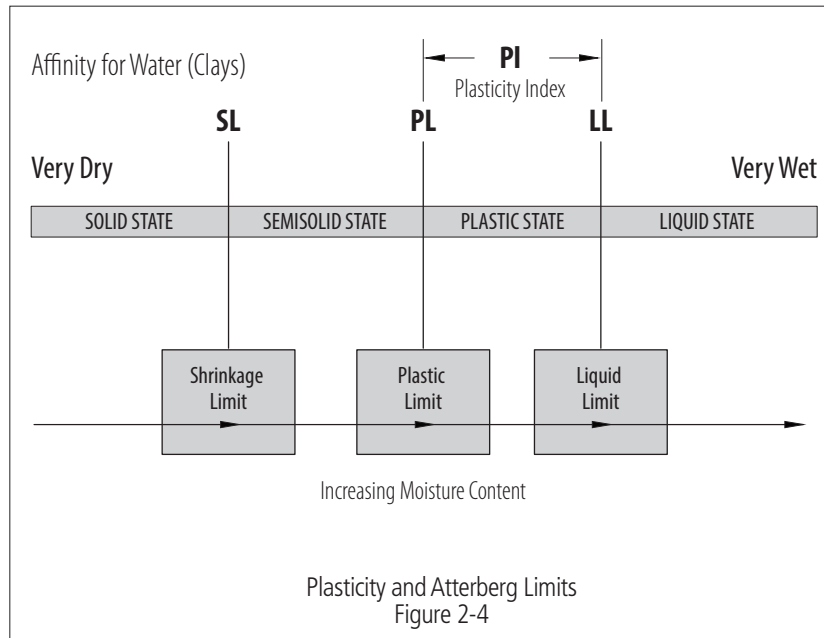 Affinity for Water (Clays)
PI
Plasticity Index
SL
PL
LL
Very Dry
Very Wet
SOLID STATE
SEMISOLID STATE
PLASTIC STATE
LIQUID STATE
Shrinkage
Limit
Plastic
Limit
Liquid
Limit
Increasing Moisture Content
Plasticity and Atterberg Limits
Figure 2-4